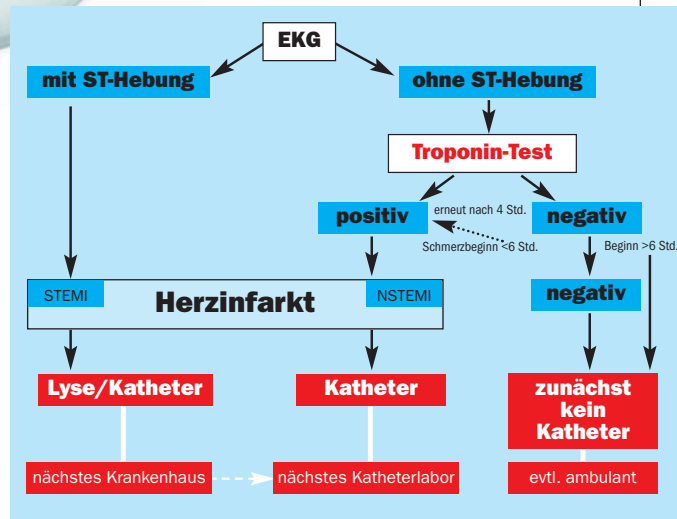 EKG
mit ST-Hebung
ohne ST-Hebung
Troponin-Test
positiv
erneut nach 4 Std.
negativ
Schmerzbeginn <6 Std.
Beginn >6 Std.
negativ
STEMI
Herzinfarkt
NSTEMI
Lyse/Katheter
Katheter
zunächst
kein
Katheter
nächstes Krankenhaus
nächstes Katheterlabor
evtl. ambulant